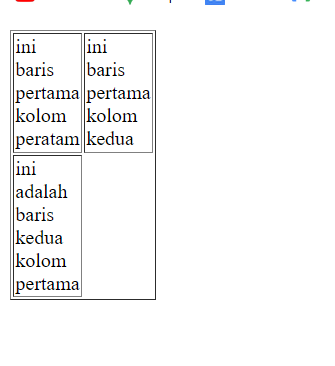 ini
baris
pertama
kolom
peratam
ini
baris
pertama
kolom
kedua
ini
adalah
baris
kedua
kolom
pertama